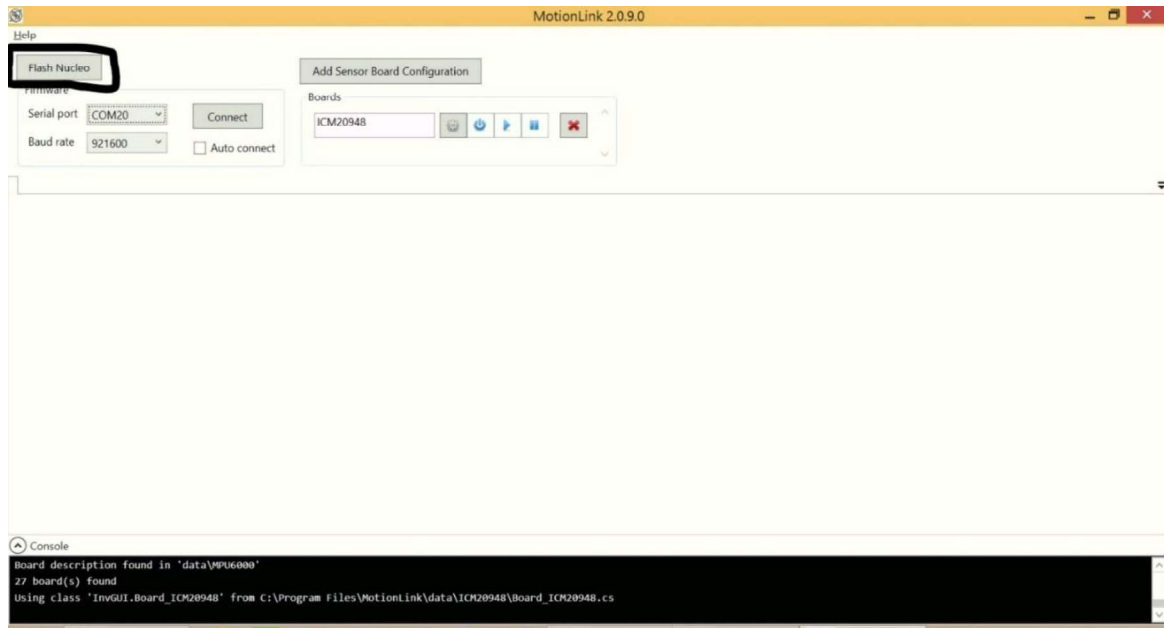 MotionLink 2.0.9.0
Help
Flash Nucleo
Add Sensor Board Configuration
Firmware
Boards
Serial port COM20 Connect
ICM20948
Baud rate 921600 Auto connect
Console
Board description found in 'data\MPU6000'
27 board(s) found
Using class 'InvGUI.Board_ICM20948' from C:\Program Files\MotionLink\data\ICM20948\Board_ICM20948.cs